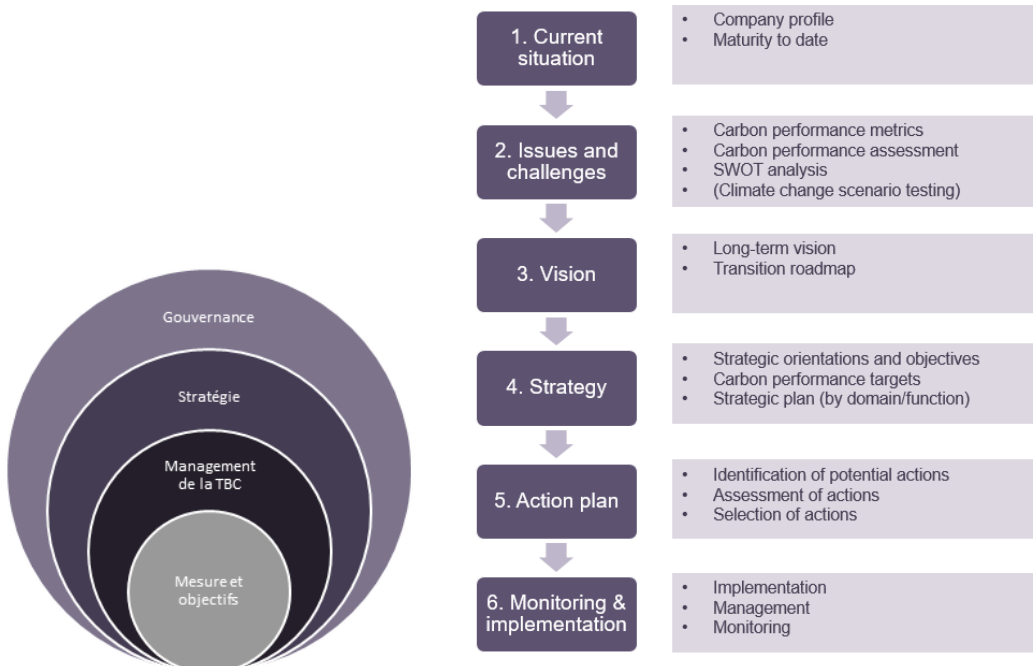 Gouvernance
Stratégie
Management
de la TBC
Mesure et
objectifs
1. Current
situation
• Company profile
• Maturity to date
2. Issues and
challenges
• Carbon performance metrics
• Carbon performance assessment
• SWOT analysis
• (Climate change scenario testing)
3. Vision
• Long-term vision
• Transition roadmap
4. Strategy
• Strategic orientations and objectives
• Carbon performance targets
• Strategic plan (by domain/function)
5. Action plan
• Identification of potential actions
• Assessment of actions
• Selection of actions
6. Monitoring &
implementation
• Implementation
• Management
• Monitoring